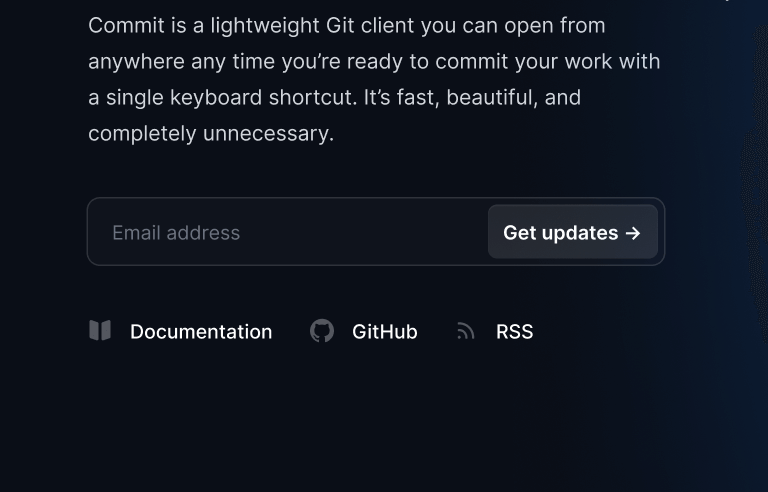 Commit is a lightweight Git client you can open from
anywhere any time you’re ready to commit your work with
a single keyboard shortcut. It’s fast, beautiful, and
completely unnecessary.
Email address
Get updates →
Documentation
GitHub
RSS